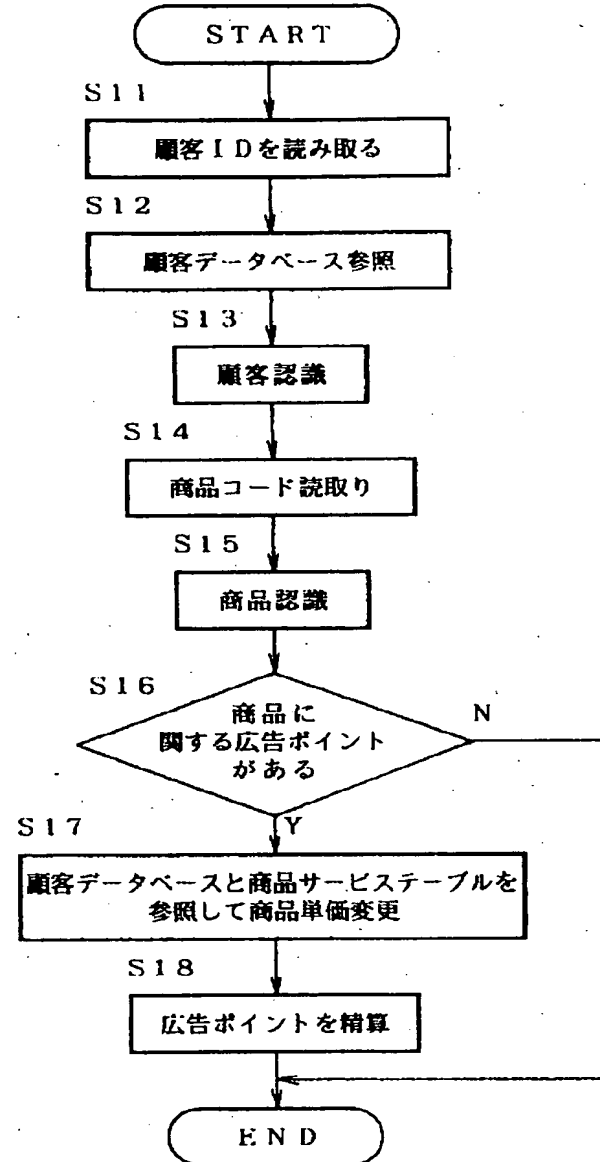 START
S11
顧客IDを読み取る
S12
顧客データベース参照
S13
顧客認識
S14
商品コード読取り
S15
商品認識
S16
商品に
関する広告ポイント
がある
N
Y
S17
顧客データベースと商品サービステーブルを
参照して商品単価変更
S18
広告ポイントを精算
END